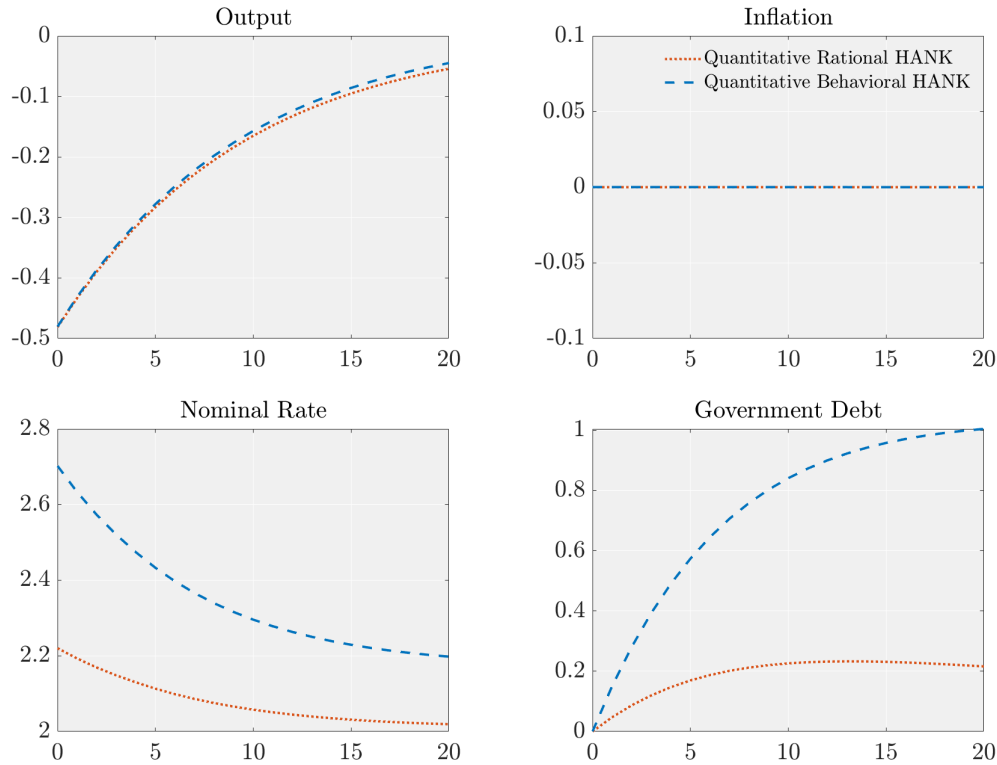 Output
0
-0.1
-0.2
-0.3
-0.4
-0.5
0 5 10 15 20
Inflation
0.1
0.05
0
-0.05
-0.1
0 5 10 15 20
Quantitative Rational HANK
Quantitative Behavioral HANK
Nominal Rate
2.8
2.6
2.4
2.2
2
0 5 10 15 20
Government Debt
1
0.8
0.6
0.4
0.2
0
0 5 10 15 20